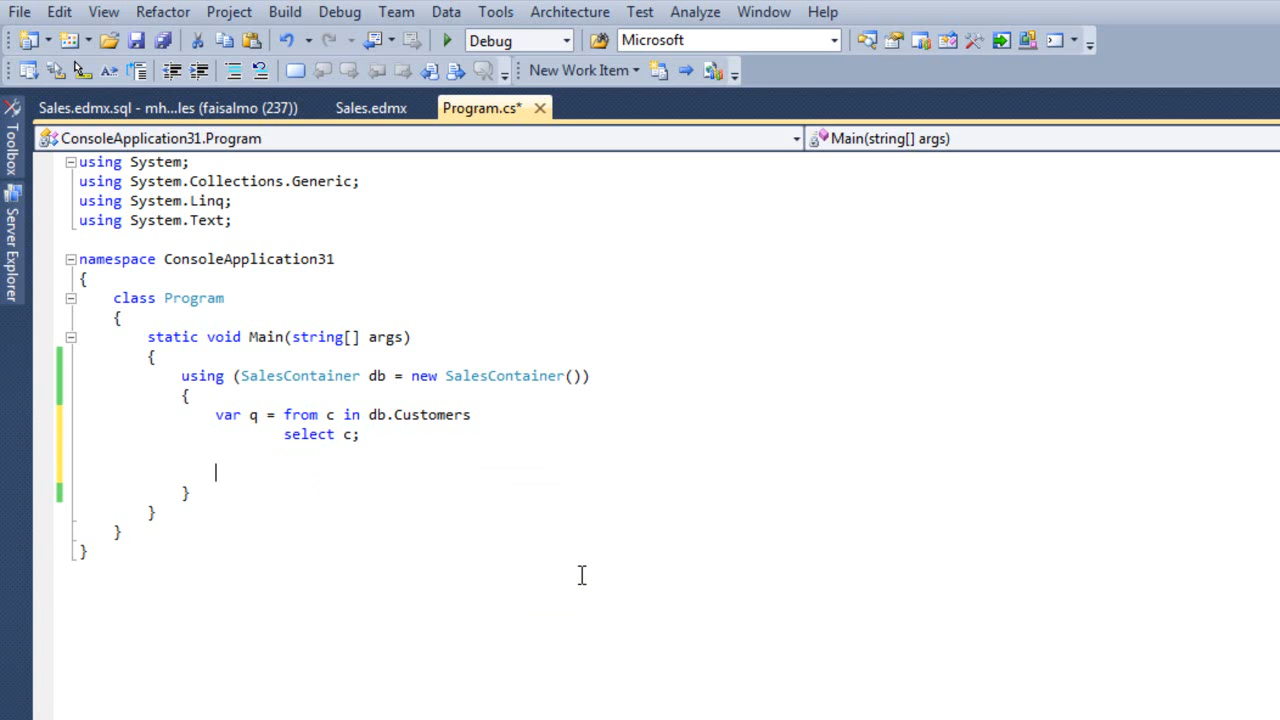 File Edit View Refactor Project Build Debug Team Data Tools Architecture Test Analyze Window Help
Debug Microsoft
New Work Item
Sales.edmx.sql - mh...les (faisalmo (237)) Sales.edmx Program.cs*
ConsoleApplication31.Program Main(string[] args)
Toolbox
Server Explorer
using System;
using System.Collections.Generic;
using System.Linq;
using System.Text;
namespace ConsoleApplication31
{
class Program
{
static void Main(string[] args)
{
using (SalesContainer db = new SalesContainer())
{
var q = from c in db.Customers
select c;
}
}
}
}